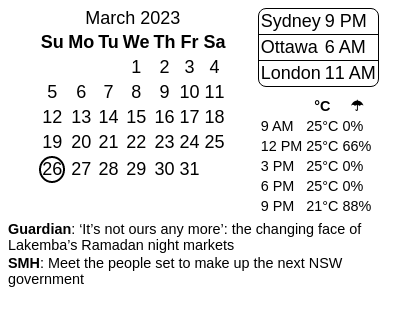 March 2023
Su Mo Tu We Th Fr Sa
1 2 3 4
5 6 7 8 9 10 11
12 13 14 15 16 17 18
19 20 21 22 23 24 25
26 27 28 29 30 31
Sydney 9 PM
Ottawa 6 AM
London 11 AM
°C ☂
9 AM 25°C 0%
12 PM 25°C 66%
3 PM 25°C 0%
6 PM 25°C 0%
9 PM 21°C 88%
Guardian: ‘It’s not ours any more’: the changing face of
Lakemba’s Ramadan night markets
SMH: Meet the people set to make up the next NSW
government